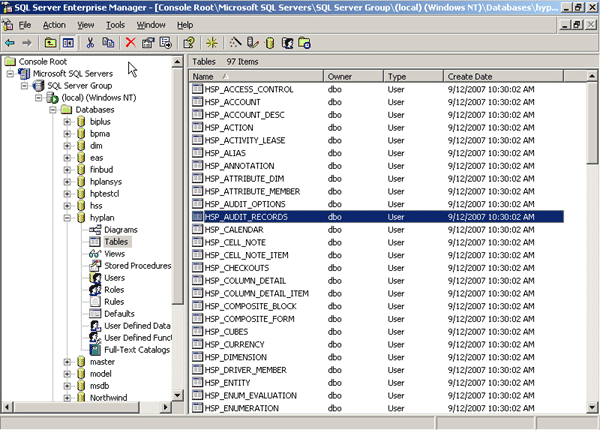 SQL Server Enterprise Manager - [Console Root\Microsoft SQL Servers\SQL Server Group\(local) (Windows NT)\Databases\hyp...
File Action View Tools Window Help
Console Root
Microsoft SQL Servers
SQL Server Group
(local) (Windows NT)
Databases
biplus
bpma
dim
eas
finbud
hplansys
hptestcl
hss
hyplan
Diagrams
Tables
Views
Stored Procedures
Users
Roles
Rules
Defaults
User Defined Data
User Defined Funct
Full-Text Catalogs
master
model
msdb
Northwind
Tables 97 Items
Name Owner Type Create Date
HSP_ACCESS_CONTROL dbo User 9/12/2007 10:30:02 AM
HSP_ACCOUNT dbo User 9/12/2007 10:30:02 AM
HSP_ACCOUNT_DESC dbo User 9/12/2007 10:30:02 AM
HSP_ACTION dbo User 9/12/2007 10:30:02 AM
HSP_ACTIVITY_LEASE dbo User 9/12/2007 10:30:02 AM
HSP_ALIAS dbo User 9/12/2007 10:30:02 AM
HSP_ANNOTATION dbo User 9/12/2007 10:30:02 AM
HSP_ATTRIBUTE_DIM dbo User 9/12/2007 10:30:02 AM
HSP_ATTRIBUTE_MEMBER dbo User 9/12/2007 10:30:02 AM
HSP_AUDIT_OPTIONS dbo User 9/12/2007 10:30:02 AM
HSP_AUDIT_RECORDS dbo User 9/12/2007 10:30:02 AM
HSP_CALENDAR dbo User 9/12/2007 10:30:02 AM
HSP_CELL_NOTE dbo User 9/12/2007 10:30:02 AM
HSP_CELL_NOTE_ITEM dbo User 9/12/2007 10:30:02 AM
HSP_CHECKOUTS dbo User 9/12/2007 10:30:02 AM
HSP_COLUMN_DETAIL dbo User 9/12/2007 10:30:02 AM
HSP_COLUMN_DETAIL_ITEM dbo User 9/12/2007 10:30:02 AM
HSP_COMPOSITE_BLOCK dbo User 9/12/2007 10:30:02 AM
HSP_COMPOSITE_FORM dbo User 9/12/2007 10:30:02 AM
HSP_CUBES dbo User 9/12/2007 10:30:02 AM
HSP_CURRENCY dbo User 9/12/2007 10:30:02 AM
HSP_DIMENSION dbo User 9/12/2007 10:30:02 AM
HSP_DRIVER_MEMBER dbo User 9/12/2007 10:30:02 AM
HSP_ENTITY dbo User 9/12/2007 10:30:02 AM
HSP_ENUM_EVALUATION dbo User 9/12/2007 10:30:02 AM
HSP_ENUMERATION dbo User 9/12/2007 10:30:02 AM